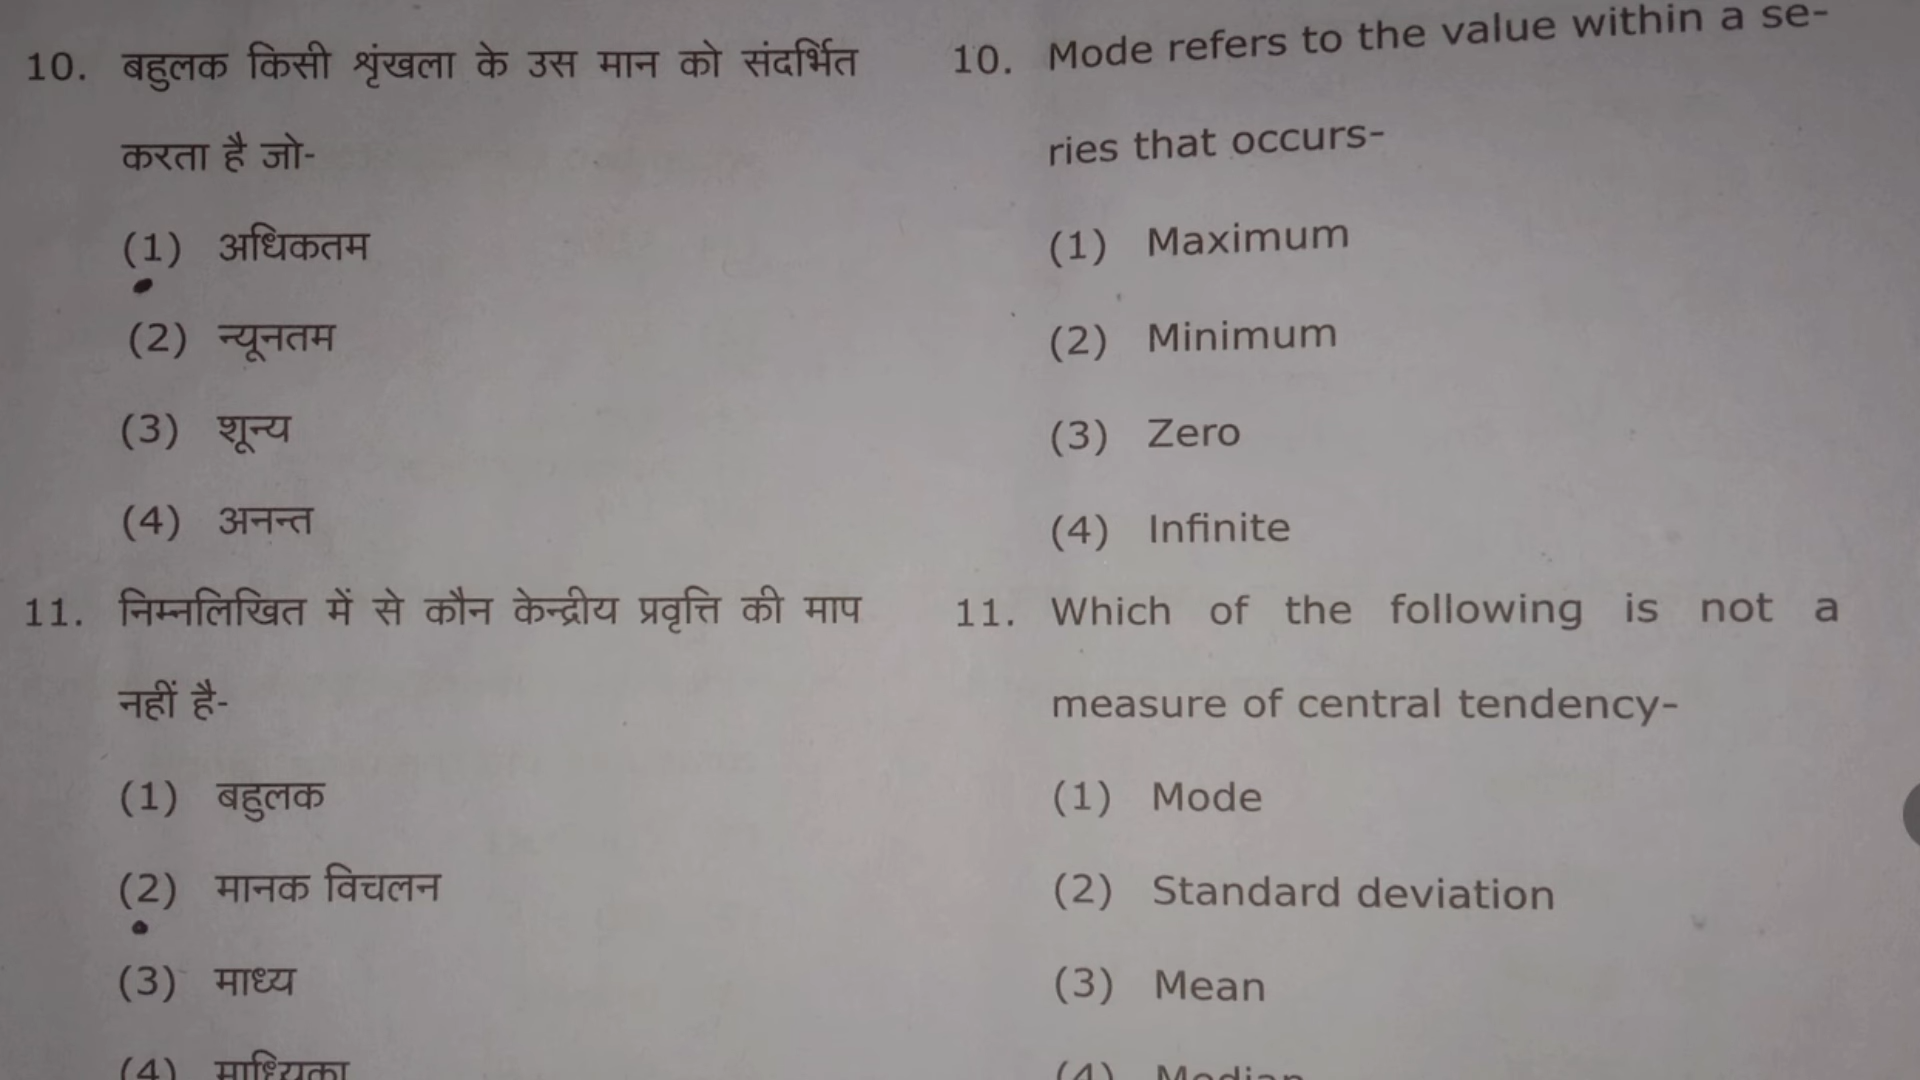 10. बहुलक किसी शृंखला के उस मान को संदर्भित
करता है जो-
(1) अधिकतम
(2) न्यूनतम
(3) शून्य
(4) अनन्त
11. निम्नलिखित में से कौन केन्द्रीय प्रवृत्ति की माप
नहीं है-
(1) बहुलक
(2) मानक विचलन
(3) माध्य
(4) माध्यिका
10. Mode refers to the value within a se-
ries that occurs-
(1) Maximum
(2) Minimum
(3) Zero
(4) Infinite
11. Which of the following is not a
measure of central tendency-
(1) Mode
(2) Standard deviation
(3) Mean
(4) Median